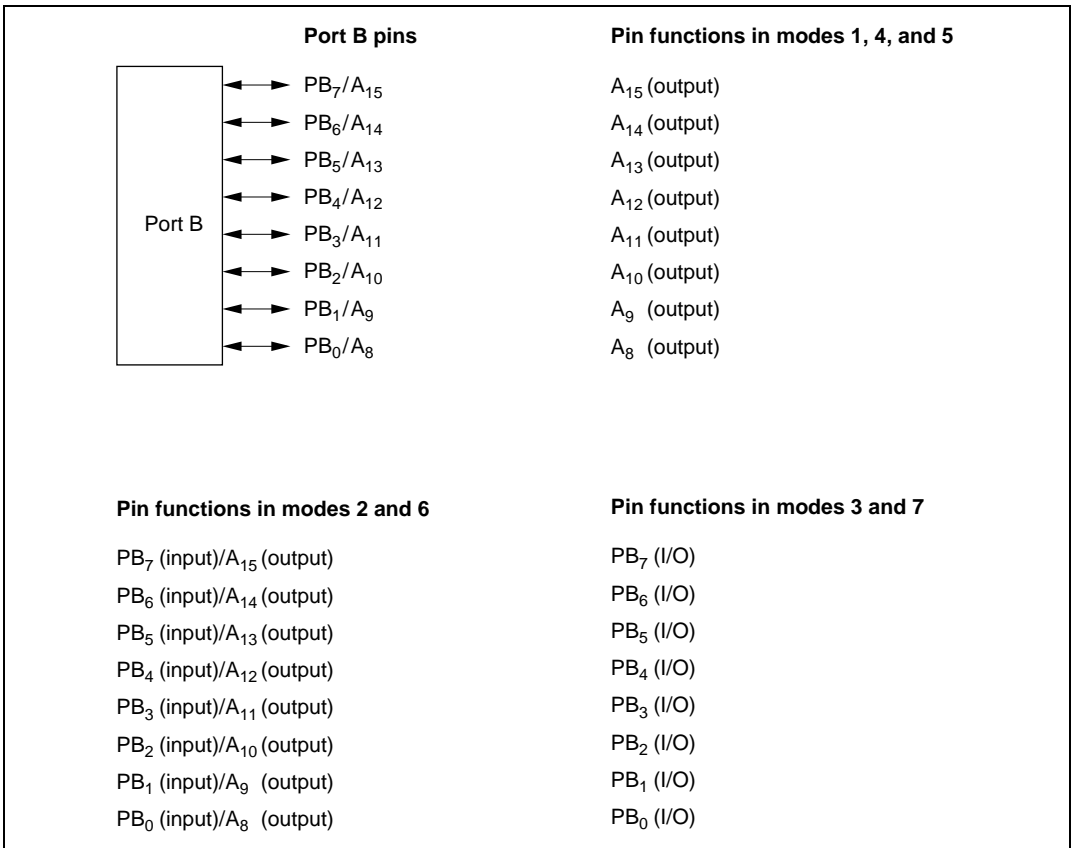 Port B pins
Port B
PB7/A15
PB6/A14
PB5/A13
PB4/A12
PB3/A11
PB2/A10
PB1/A9
PB0/A8
Pin functions in modes 1, 4, and 5
A15 (output)
A14 (output)
A13 (output)
A12 (output)
A11 (output)
A10 (output)
A9 (output)
A8 (output)
Pin functions in modes 2 and 6
PB7 (input)/A15 (output)
PB6 (input)/A14 (output)
PB5 (input)/A13 (output)
PB4 (input)/A12 (output)
PB3 (input)/A11 (output)
PB2 (input)/A10 (output)
PB1 (input)/A9 (output)
PB0 (input)/A8 (output)
Pin functions in modes 3 and 7
PB7 (I/O)
PB6 (I/O)
PB5 (I/O)
PB4 (I/O)
PB3 (I/O)
PB2 (I/O)
PB1 (I/O)
PB0 (I/O)